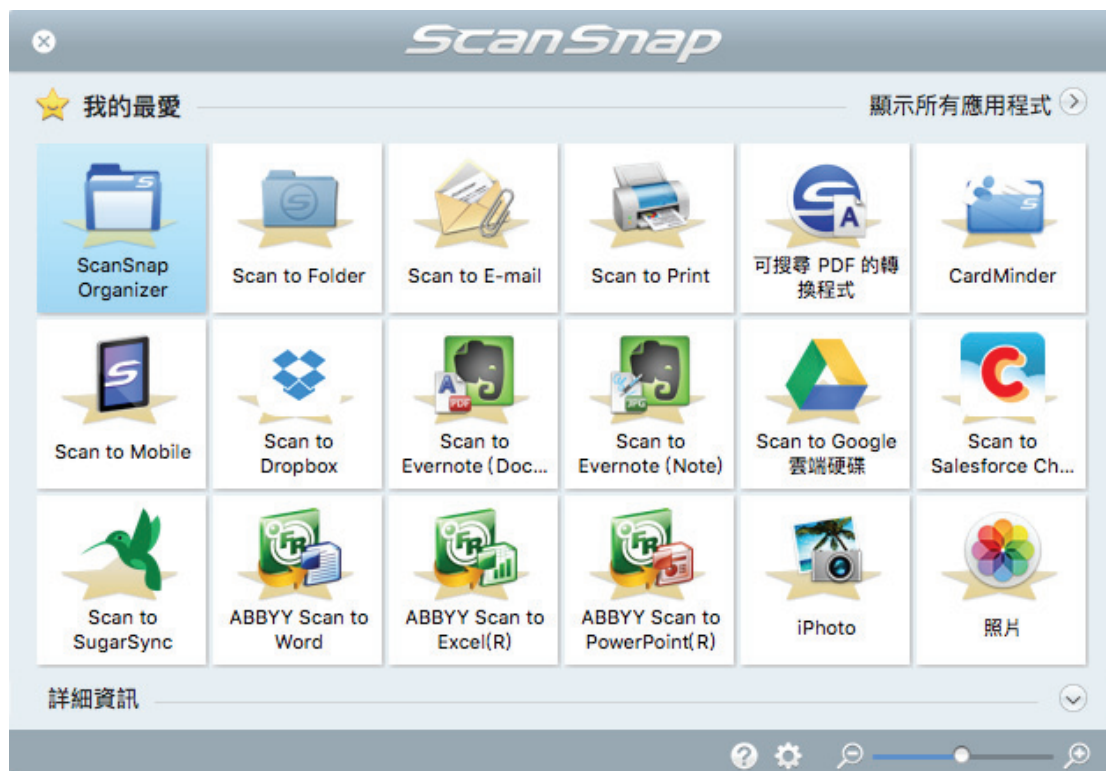 ScanSnap
我的最愛
顯示所有應用程式
ScanSnap
Organizer
Scan to Folder
Scan to E-mail
Scan to Print
可搜尋 PDF 的轉
換程式
CardMinder
Scan to Mobile
Scan to
Dropbox
Scan to
Evernote (Doc...
Scan to
Evernote (Note)
Scan to Google
雲端硬碟
Scan to
Salesforce Ch...
Scan to
SugarSync
ABBYY Scan to
Word
ABBYY Scan to
Excel(R)
ABBYY Scan to
PowerPoint(R)
iPhoto
照片
詳細資訊